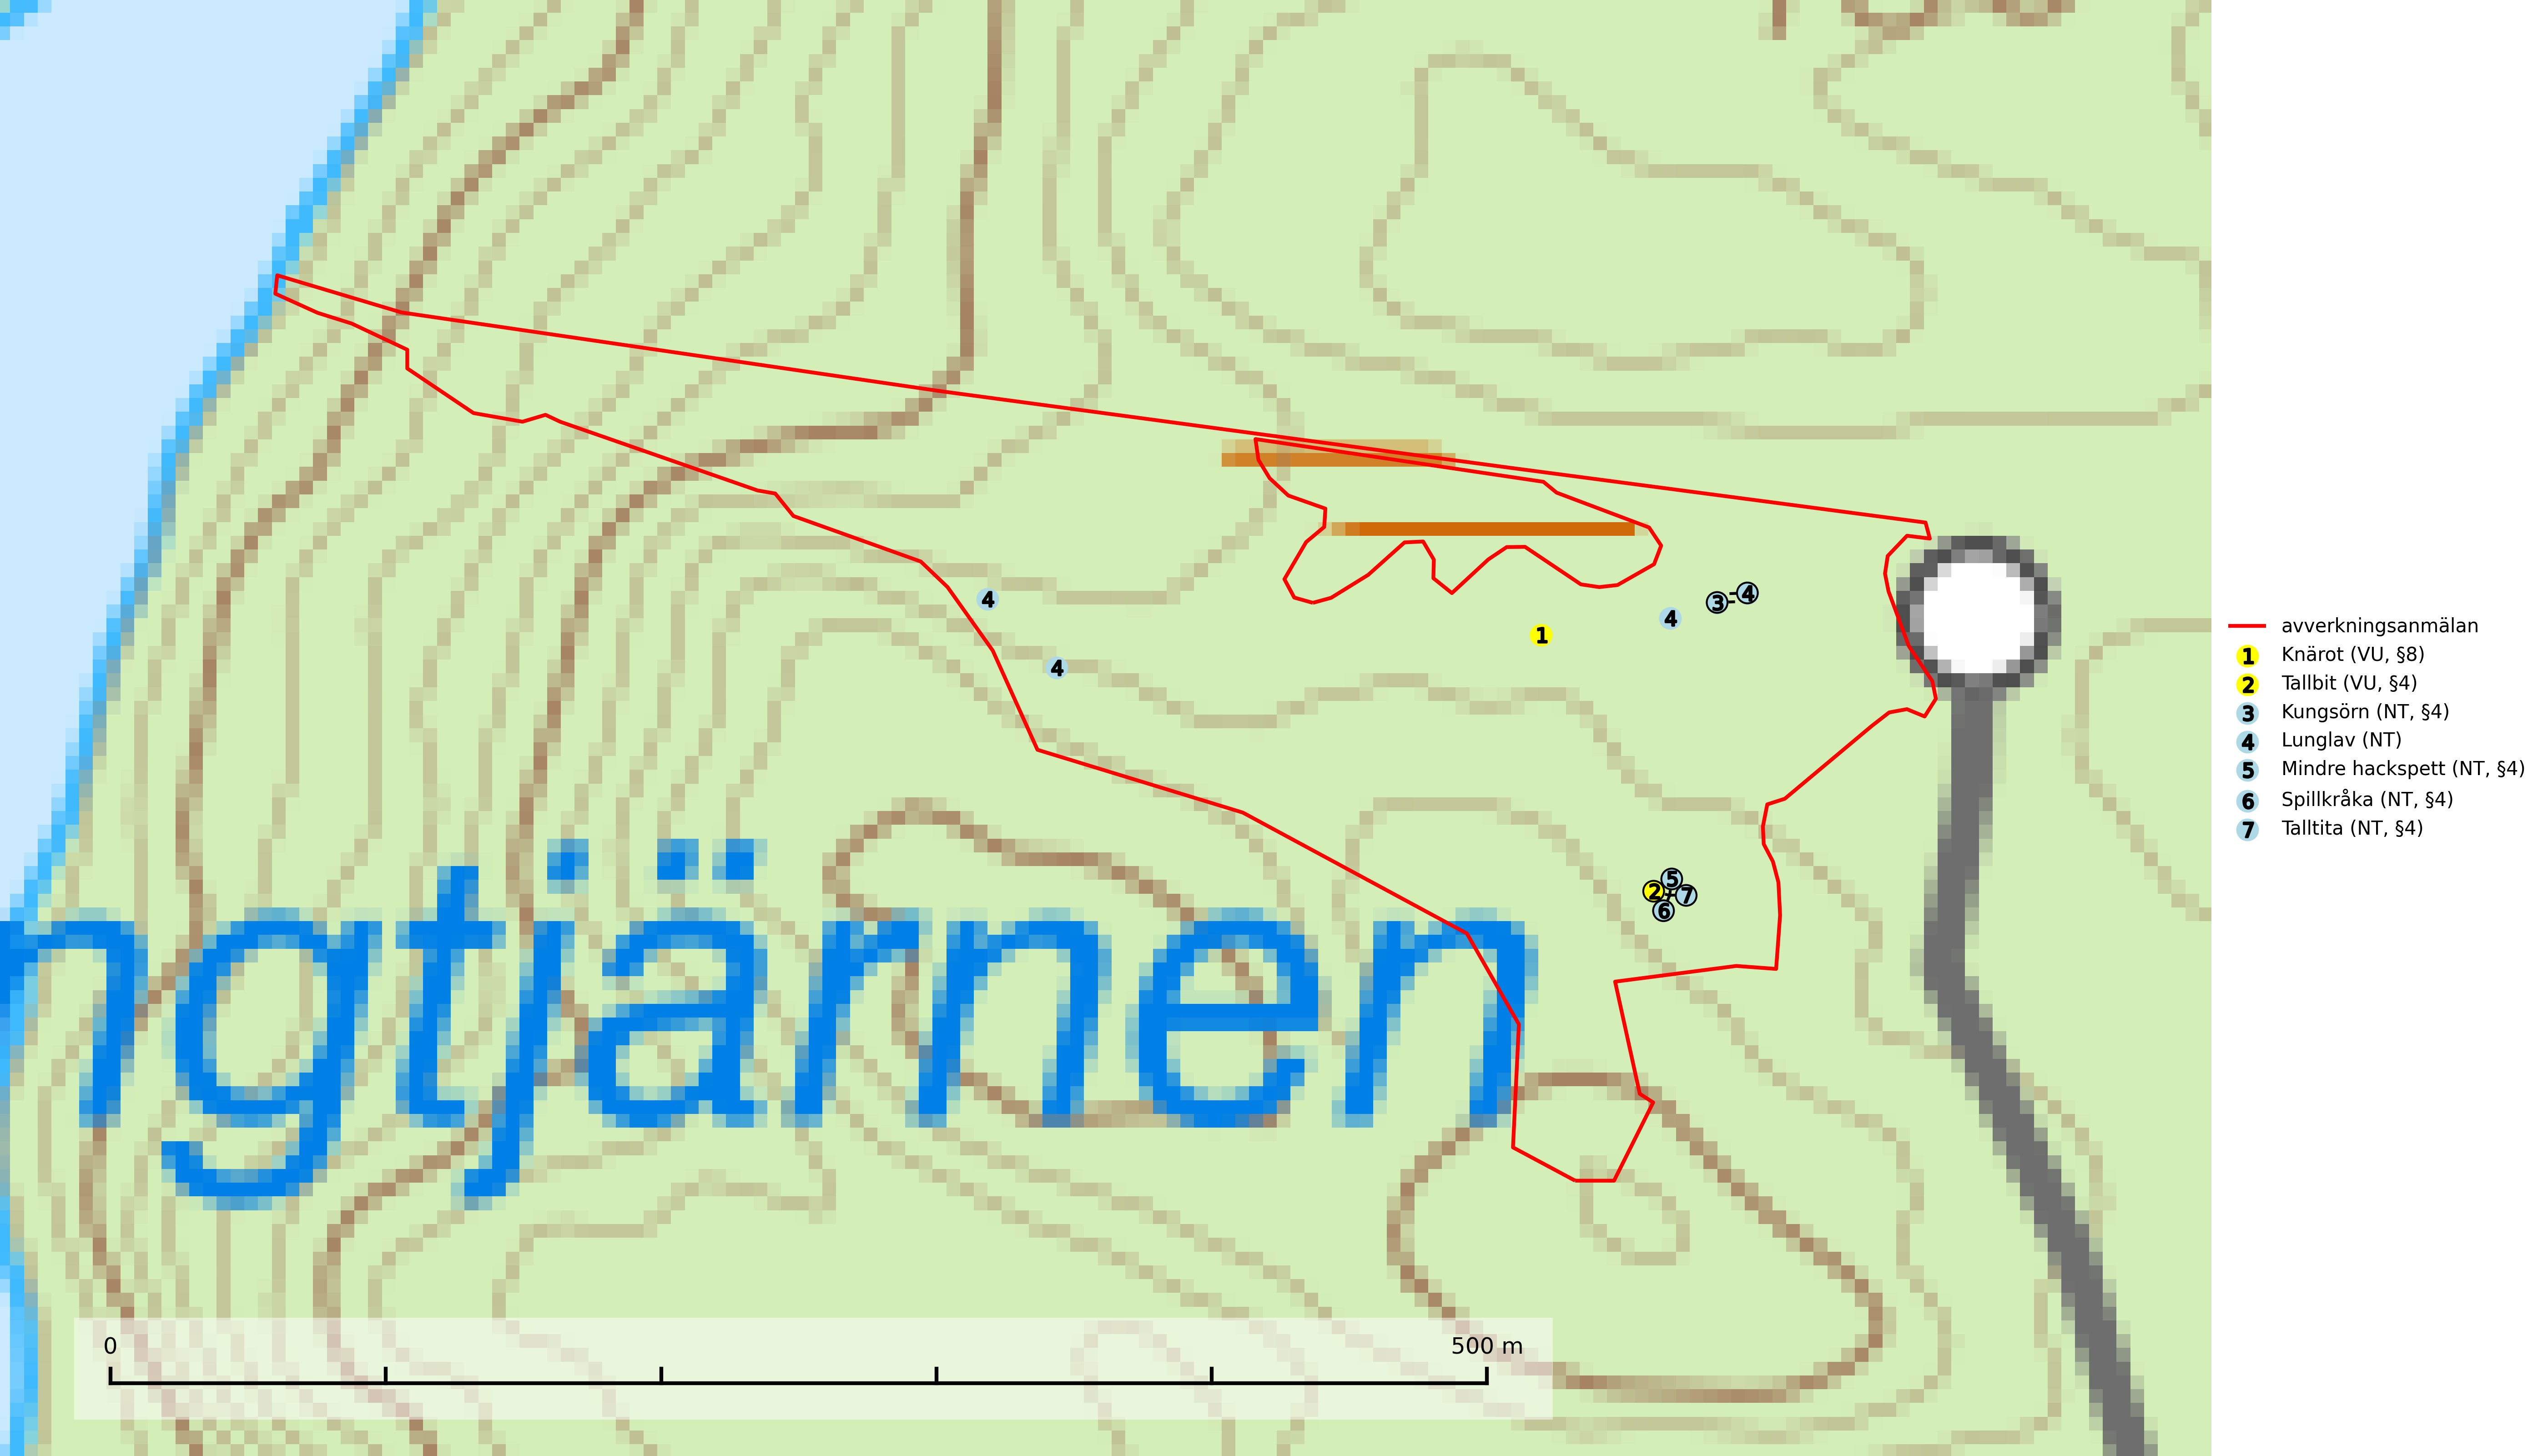 4
3
4
4
1
4
5
2
7
6
ngtjärnen
0
500 m
avverkningsanmälan
1 Knärot (VU, §8)
2 Tallbit (VU, §4)
3 Kungsörn (NT, §4)
4 Lunglav (NT)
5 Mindre hackspett (NT, §4)
6 Spillkråka (NT, §4)
7 Talltita (NT, §4)